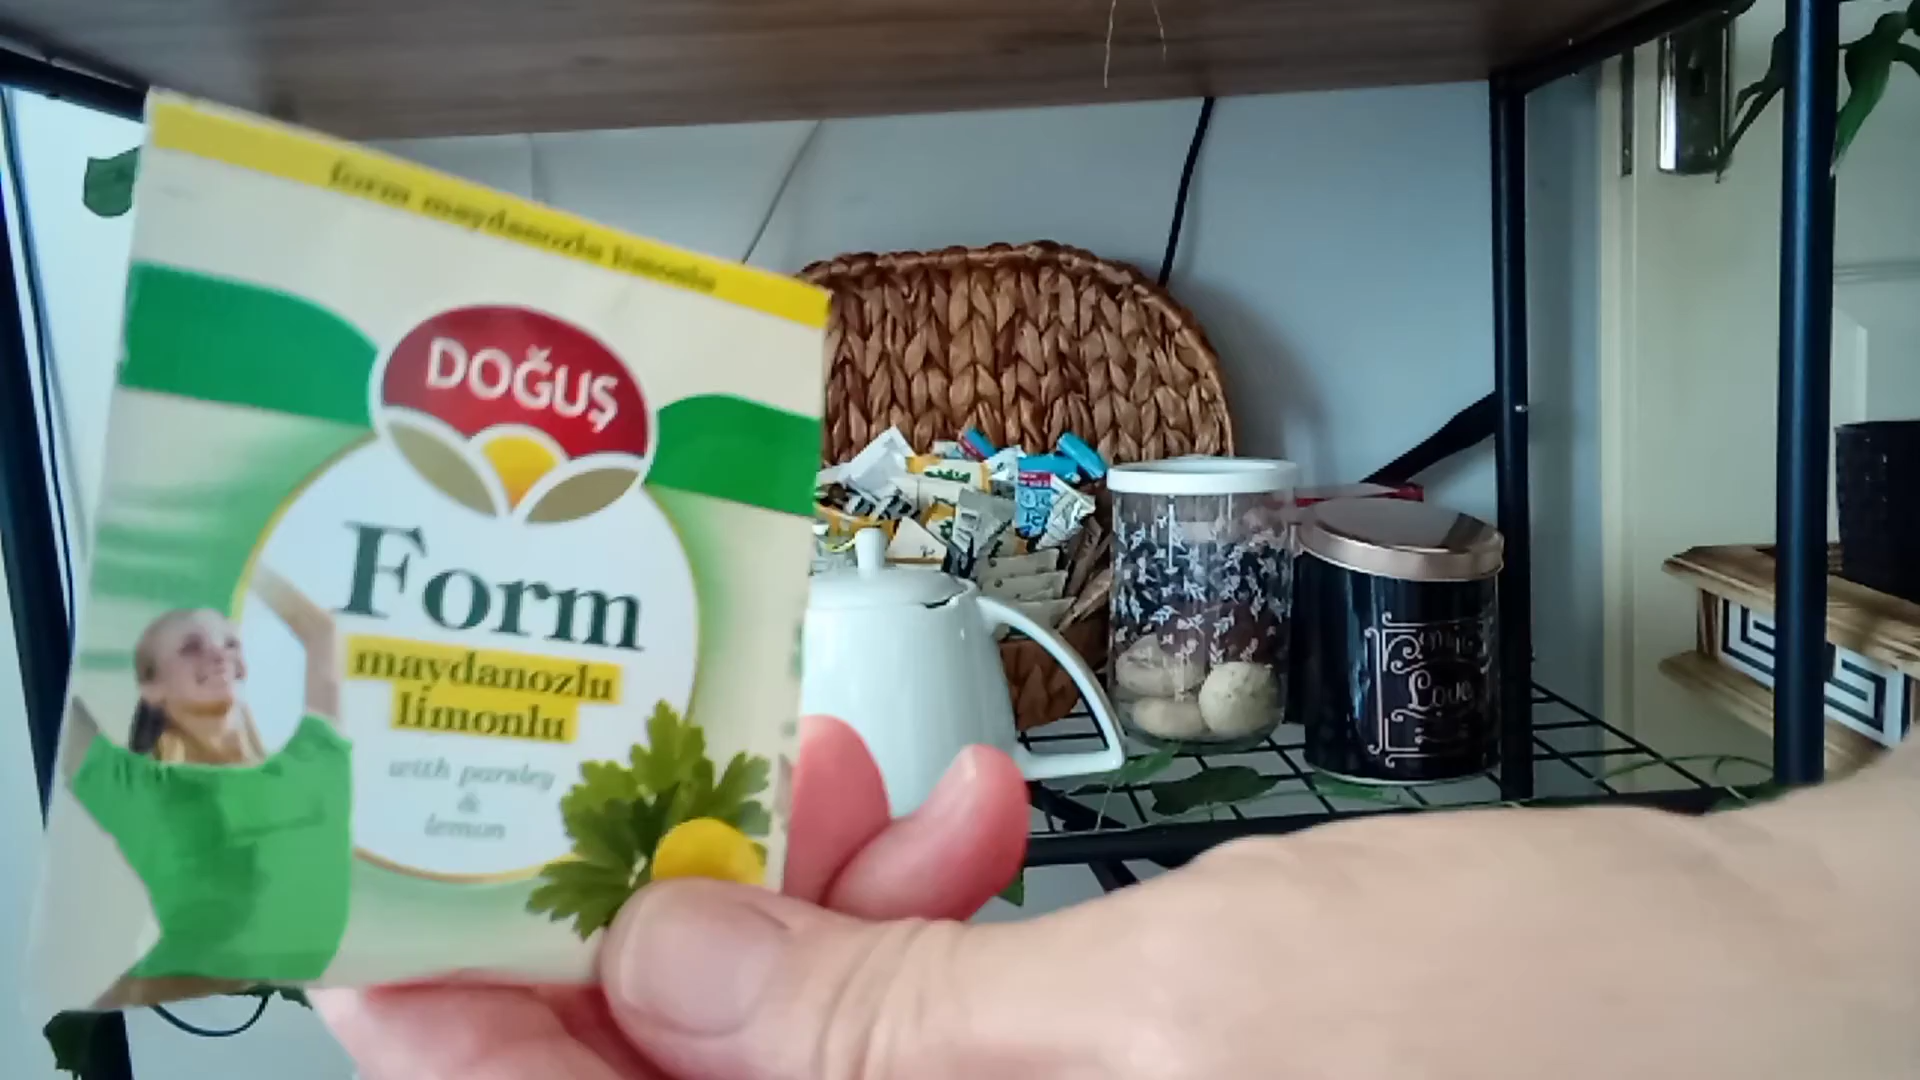 form maydanozlu limonlu
DOĞUŞ
Form
maydanozlu
limonlu
with parsley
&
lemon
Love